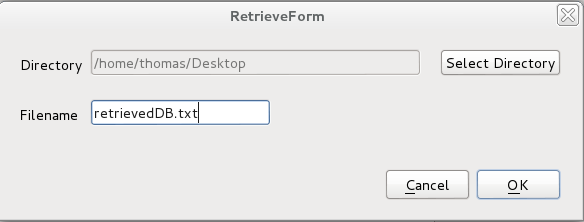 RetrieveForm
Directory /home/thomas/Desktop Select Directory
Filename retrievedDB.txt
Cancel OK